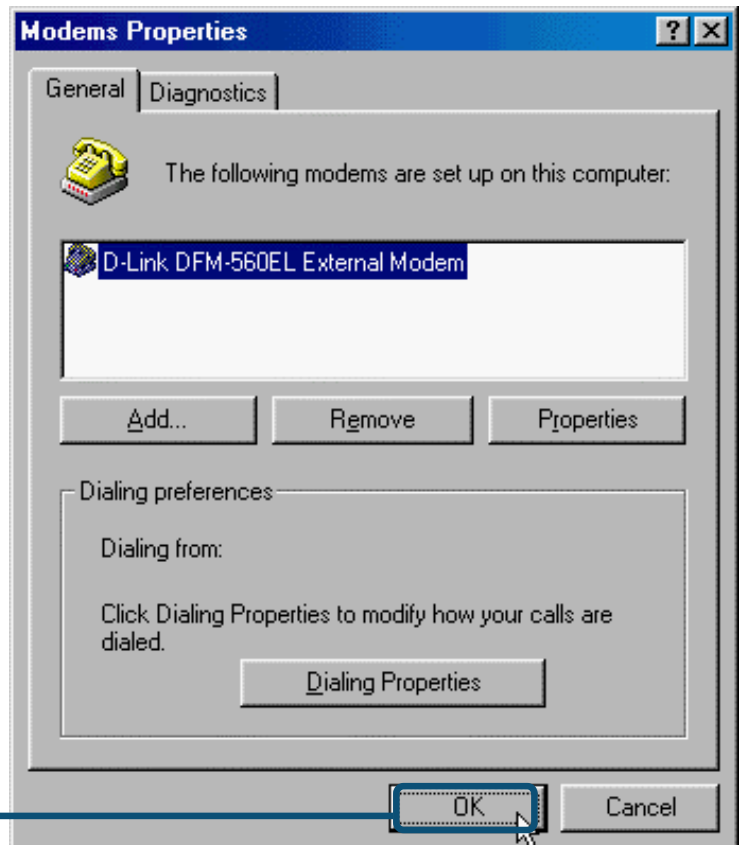 Modems Properties
?
General
Diagnostics
The following modems are set up on this computer:
D-Link DFM-560EL External Modem
Add...
Remove
Properties
Dialing preferences
Dialing from:
Click Dialing Properties to modify how your calls are
dialed.
Dialing Properties
OK
Cancel